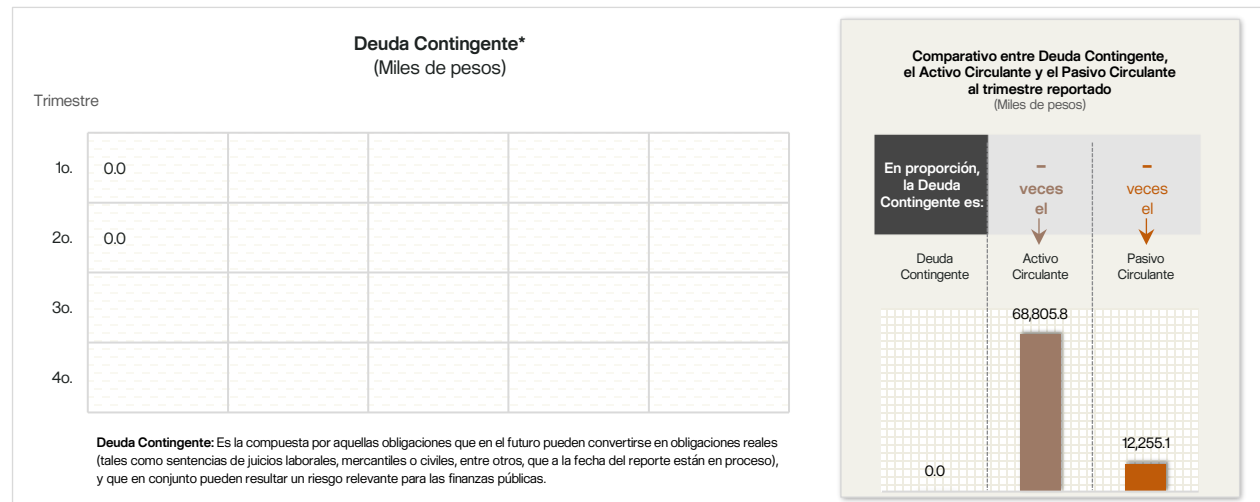 Deuda Contingente*
(Miles de pesos)
Trimestre
1o. 0.0
2o. 0.0
3o.
4o.
Deuda Contingente: Es la compuesta por aquellas obligaciones que en el futuro pueden convertirse en obligaciones reales
(tales como sentencias de juicios laborales, mercantiles o civiles, entre otros, que a la fecha del reporte están en proceso),
y que en conjunto pueden resultar un riesgo relevante para las finanzas públicas.
Comparativo entre Deuda Contingente,
el Activo Circulante y el Pasivo Circulante
al trimestre reportado
(Miles de pesos)
En proporción,
la Deuda
Contingente es:
–
veces
el
–
veces
el
Deuda
Contingente
Activo
Circulante
Pasivo
Circulante
68,805.8
12,255.1
0.0